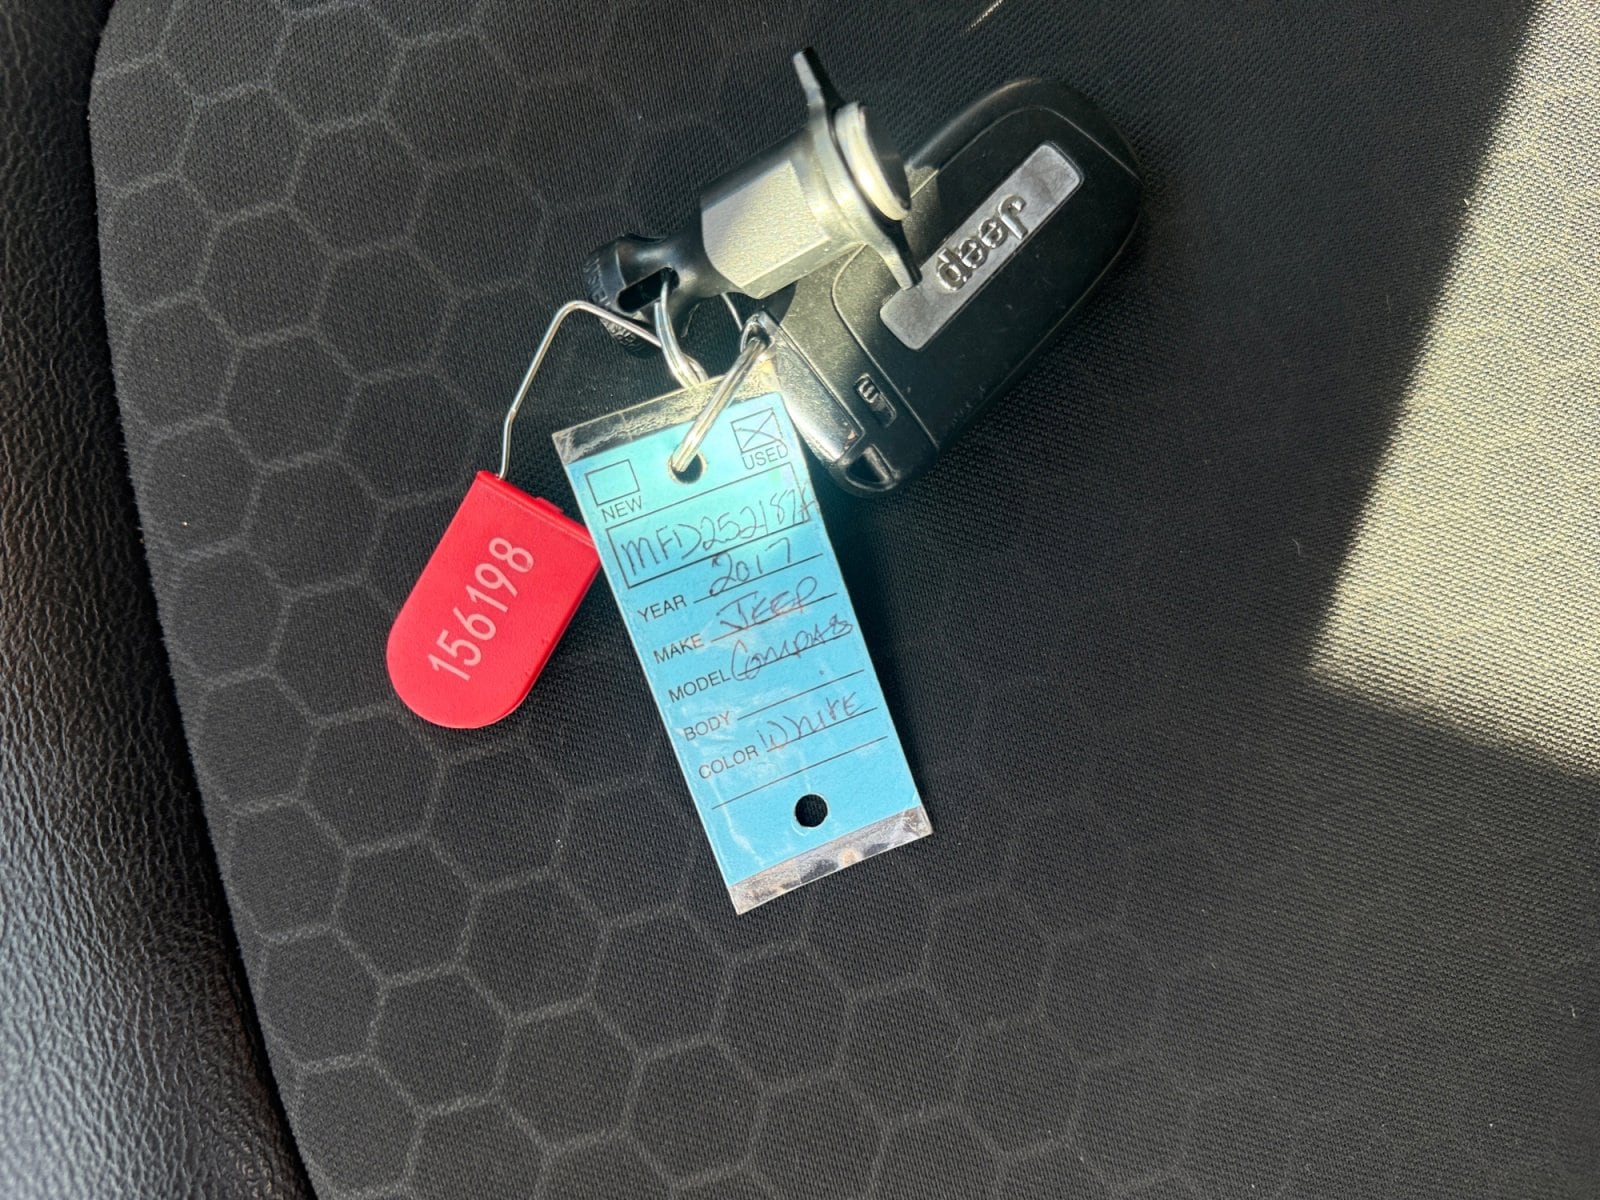 Jeep
156198
NEW
USED
MFD252187A
YEAR 2017
MAKE JEEP
MODEL Compass
BODY
COLOR White